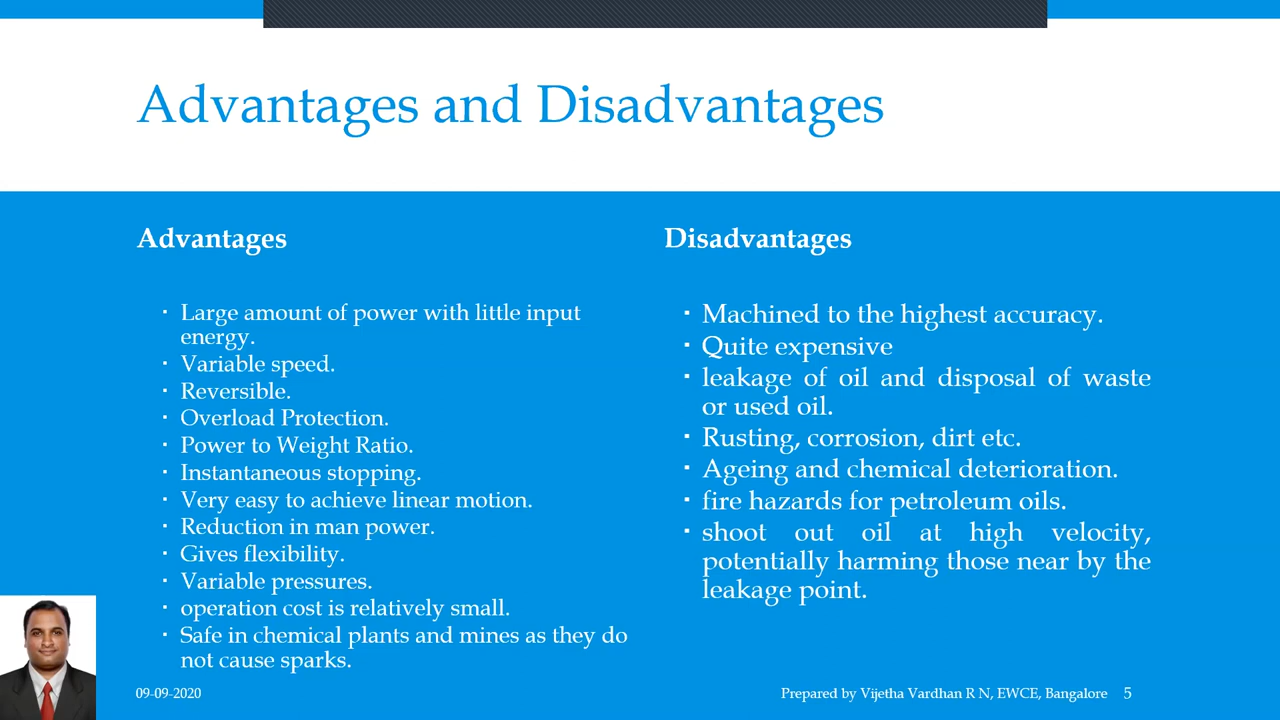 Advantages and Disadvantages
Advantages
▪ Large amount of power with little input
energy.
▪ Variable speed.
▪ Reversible.
▪ Overload Protection.
▪ Power to Weight Ratio.
▪ Instantaneous stopping.
▪ Very easy to achieve linear motion.
▪ Reduction in man power.
▪ Gives flexibility.
▪ Variable pressures.
▪ operation cost is relatively small.
▪ Safe in chemical plants and mines as they do
not cause sparks.
Disadvantages
▪ Machined to the highest accuracy.
▪ Quite expensive
▪ leakage of oil and disposal of waste
or used oil.
▪ Rusting, corrosion, dirt etc.
▪ Ageing and chemical deterioration.
▪ fire hazards for petroleum oils.
▪ shoot out oil at high velocity,
potentially harming those near by the
leakage point.
09-09-2020
Prepared by Vijetha Vardhan R N, EWCE, Bangalore 5